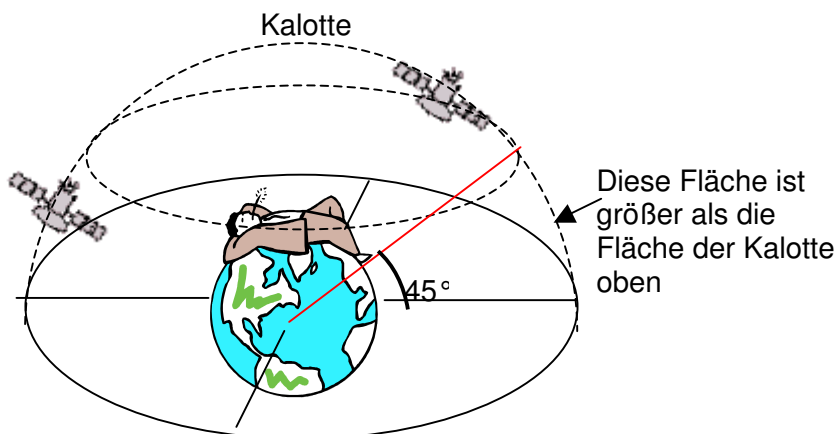 Kalotte
Diese Fläche ist
größer als die
Fläche der Kalotte
oben
45°